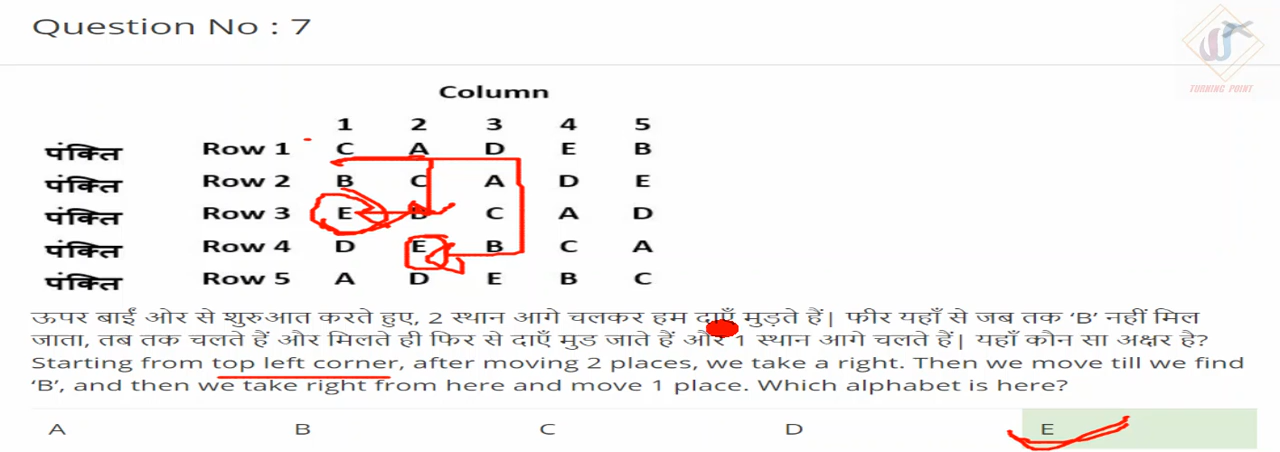 Question No : 7
TURNING POINT
Column
1 2 3 4 5
पंक्ति Row 1 C A D E B
पंक्ति Row 2 B C A D E
पंक्ति Row 3 E B C A D
पंक्ति Row 4 D E B C A
पंक्ति Row 5 A D E B C
ऊपर बाईं ओर से शुरुआत करते हुए, 2 स्थान आगे चलकर हम दाएँ मुड़ते हैं| फीर यहाँ से जब तक ‘B’ नहीं मिल
जाता, तब तक चलते हैं और मिलते ही फिर से दाएँ मुड जाते हैं और 1 स्थान आगे चलते हैं| यहाँ कौन सा अक्षर है?
Starting from top left corner, after moving 2 places, we take a right. Then we move till we find
‘B’, and then we take right from here and move 1 place. Which alphabet is here?
A B C D E